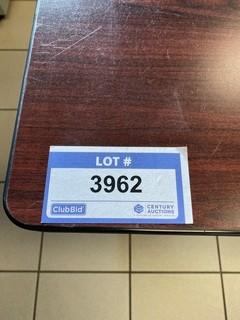 LOT #
3962
ClubBid
CENTURY
AUCTIONS